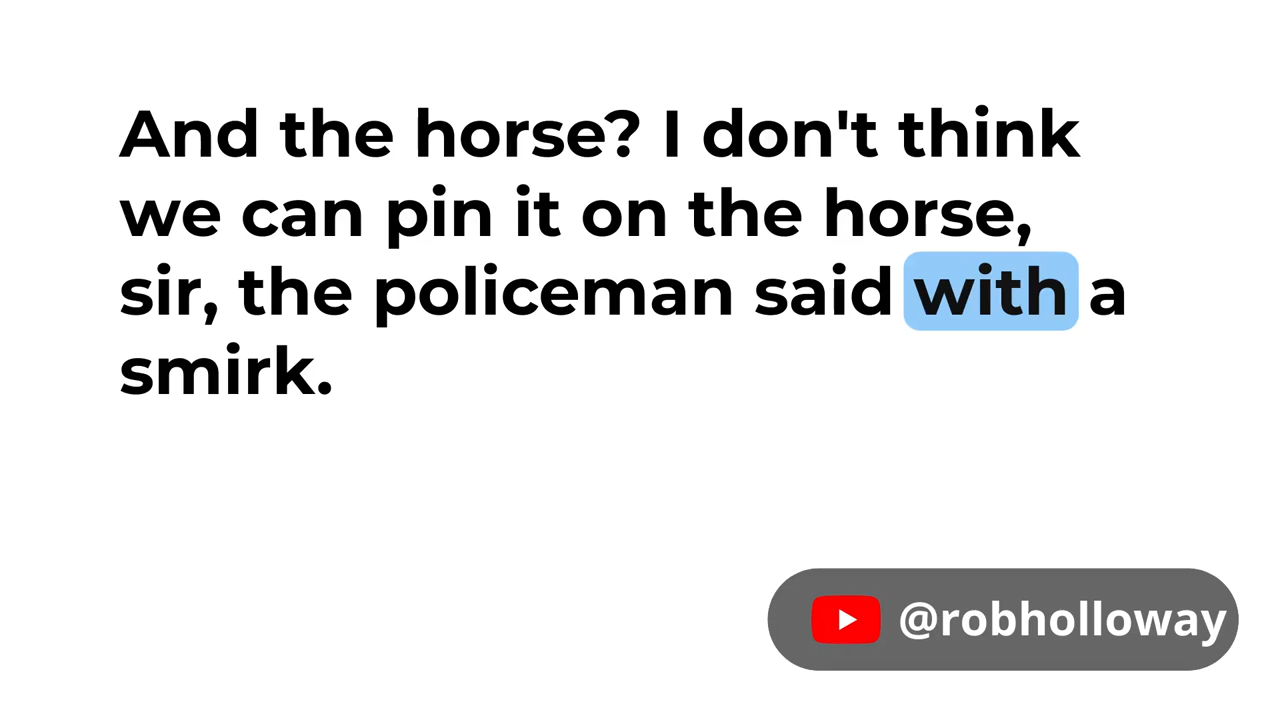 And the horse? I don't think
we can pin it on the horse,
sir, the policeman said with a
smirk.
@robholloway